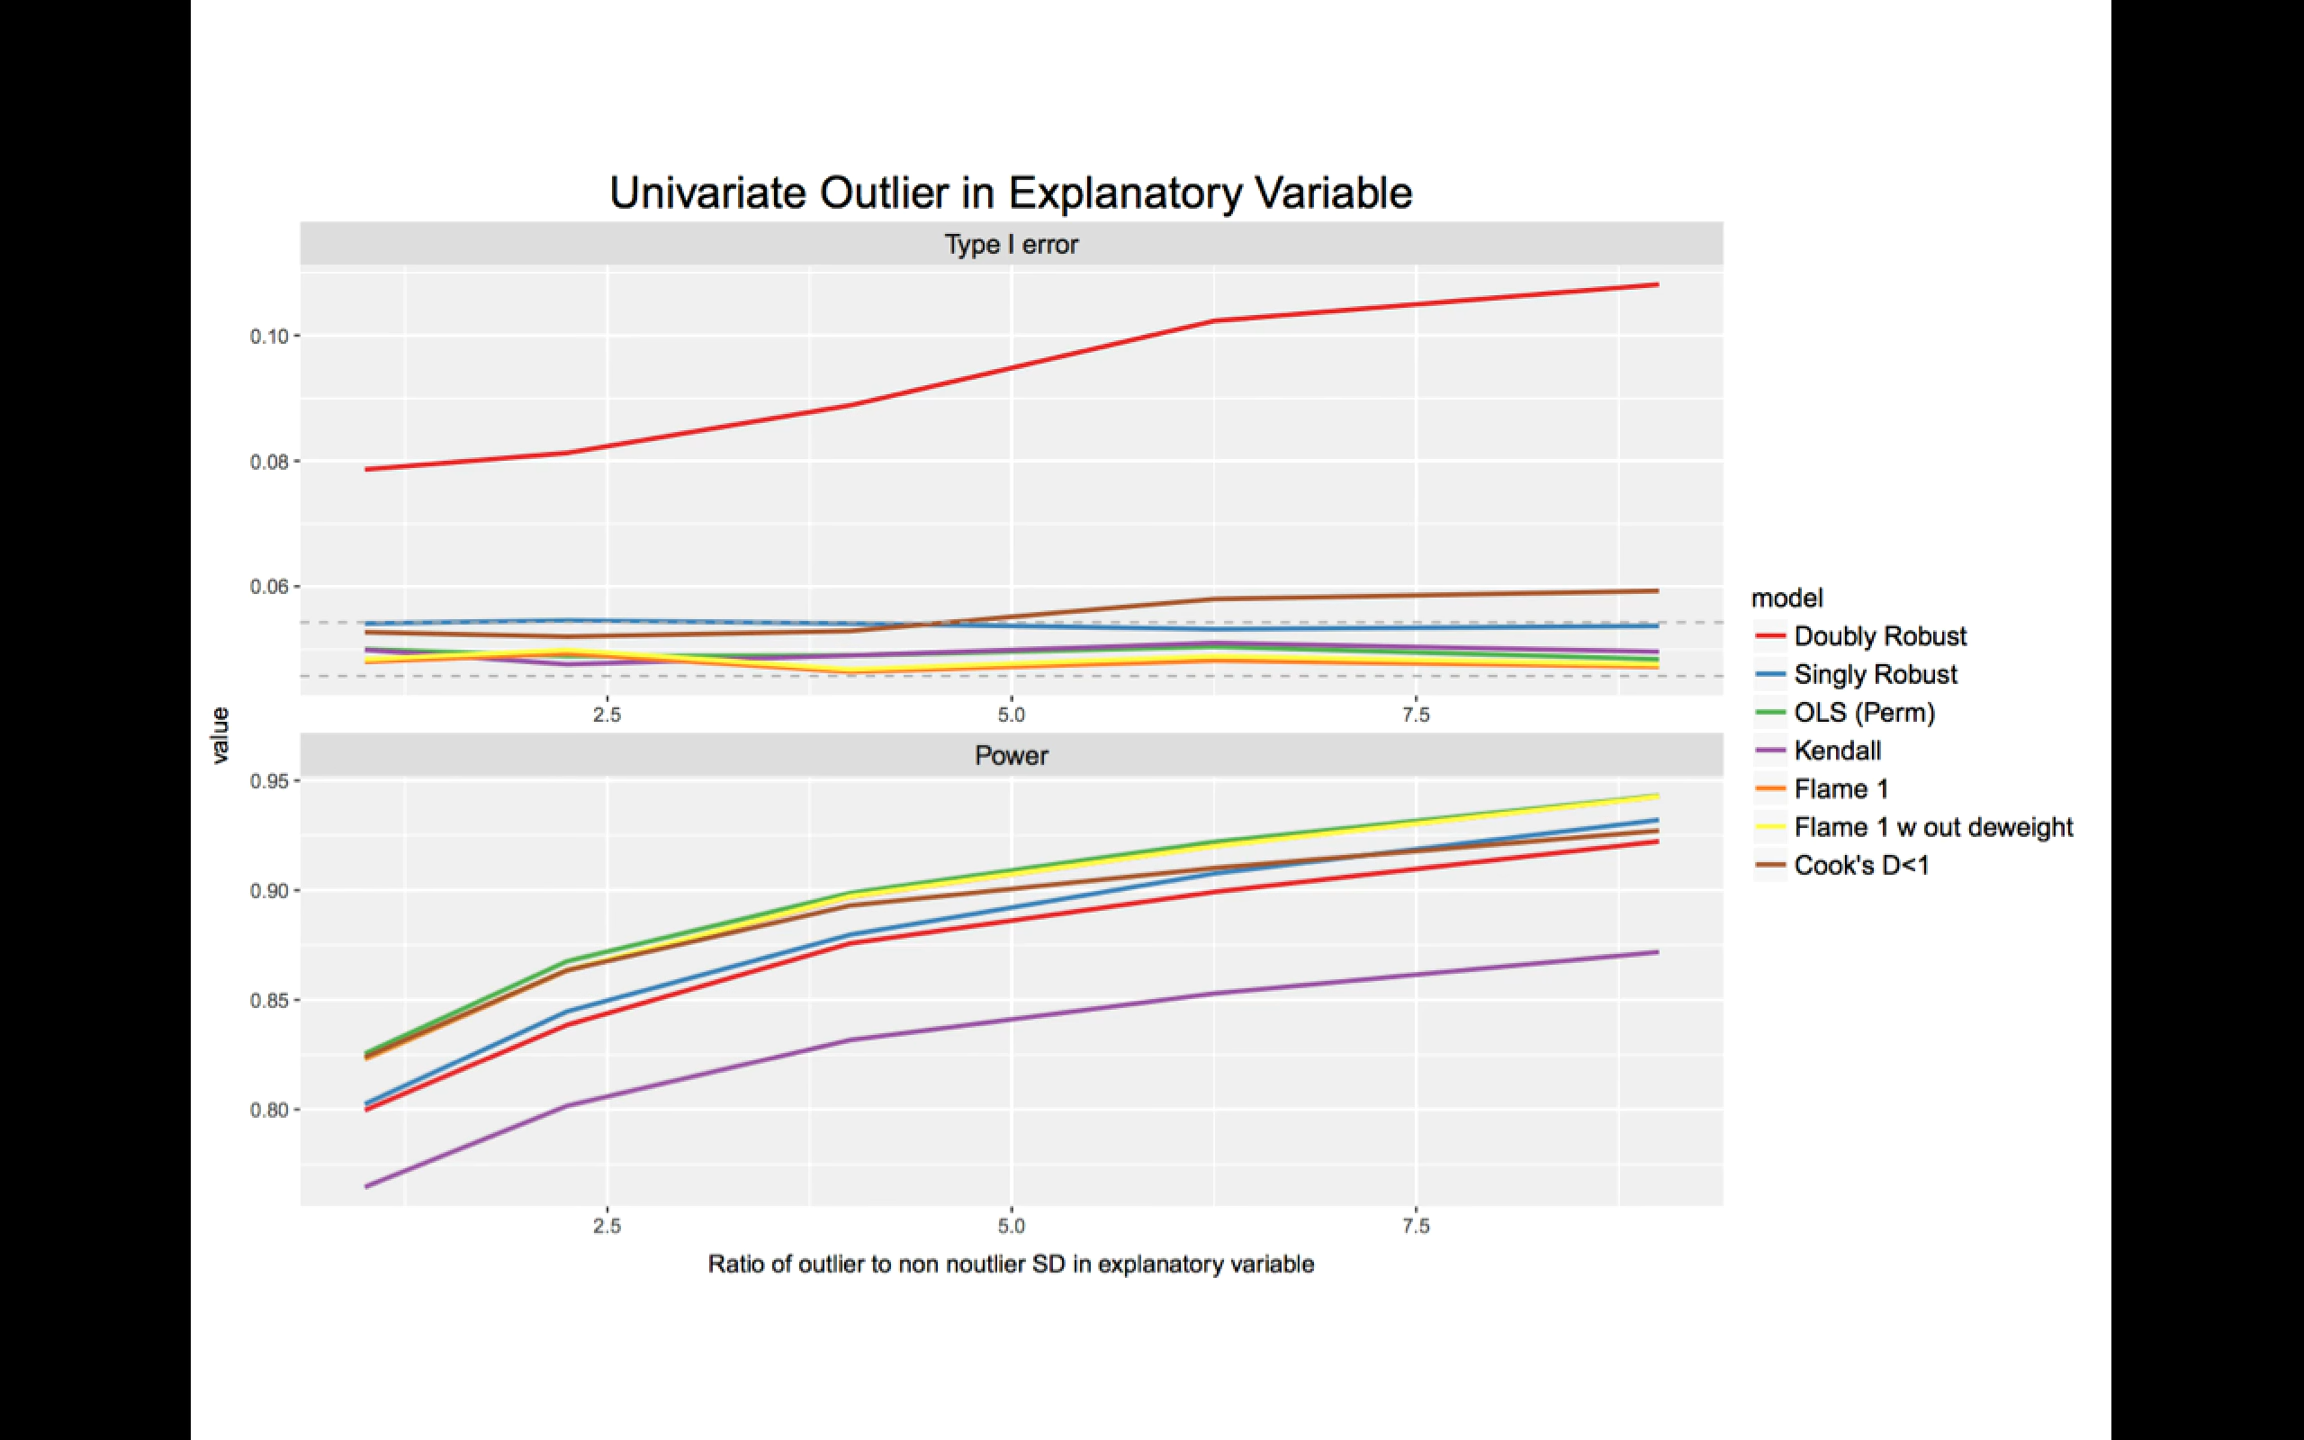 Univariate Outlier in Explanatory Variable
Type I error
0.10
0.08
0.06
2.5 5.0 7.5
value
Power
0.95
0.90
0.85
0.80
2.5 5.0 7.5
Ratio of outlier to non noutlier SD in explanatory variable
model
Doubly Robust
Singly Robust
OLS (Perm)
Kendall
Flame 1
Flame 1 w out deweight
Cook's D<1